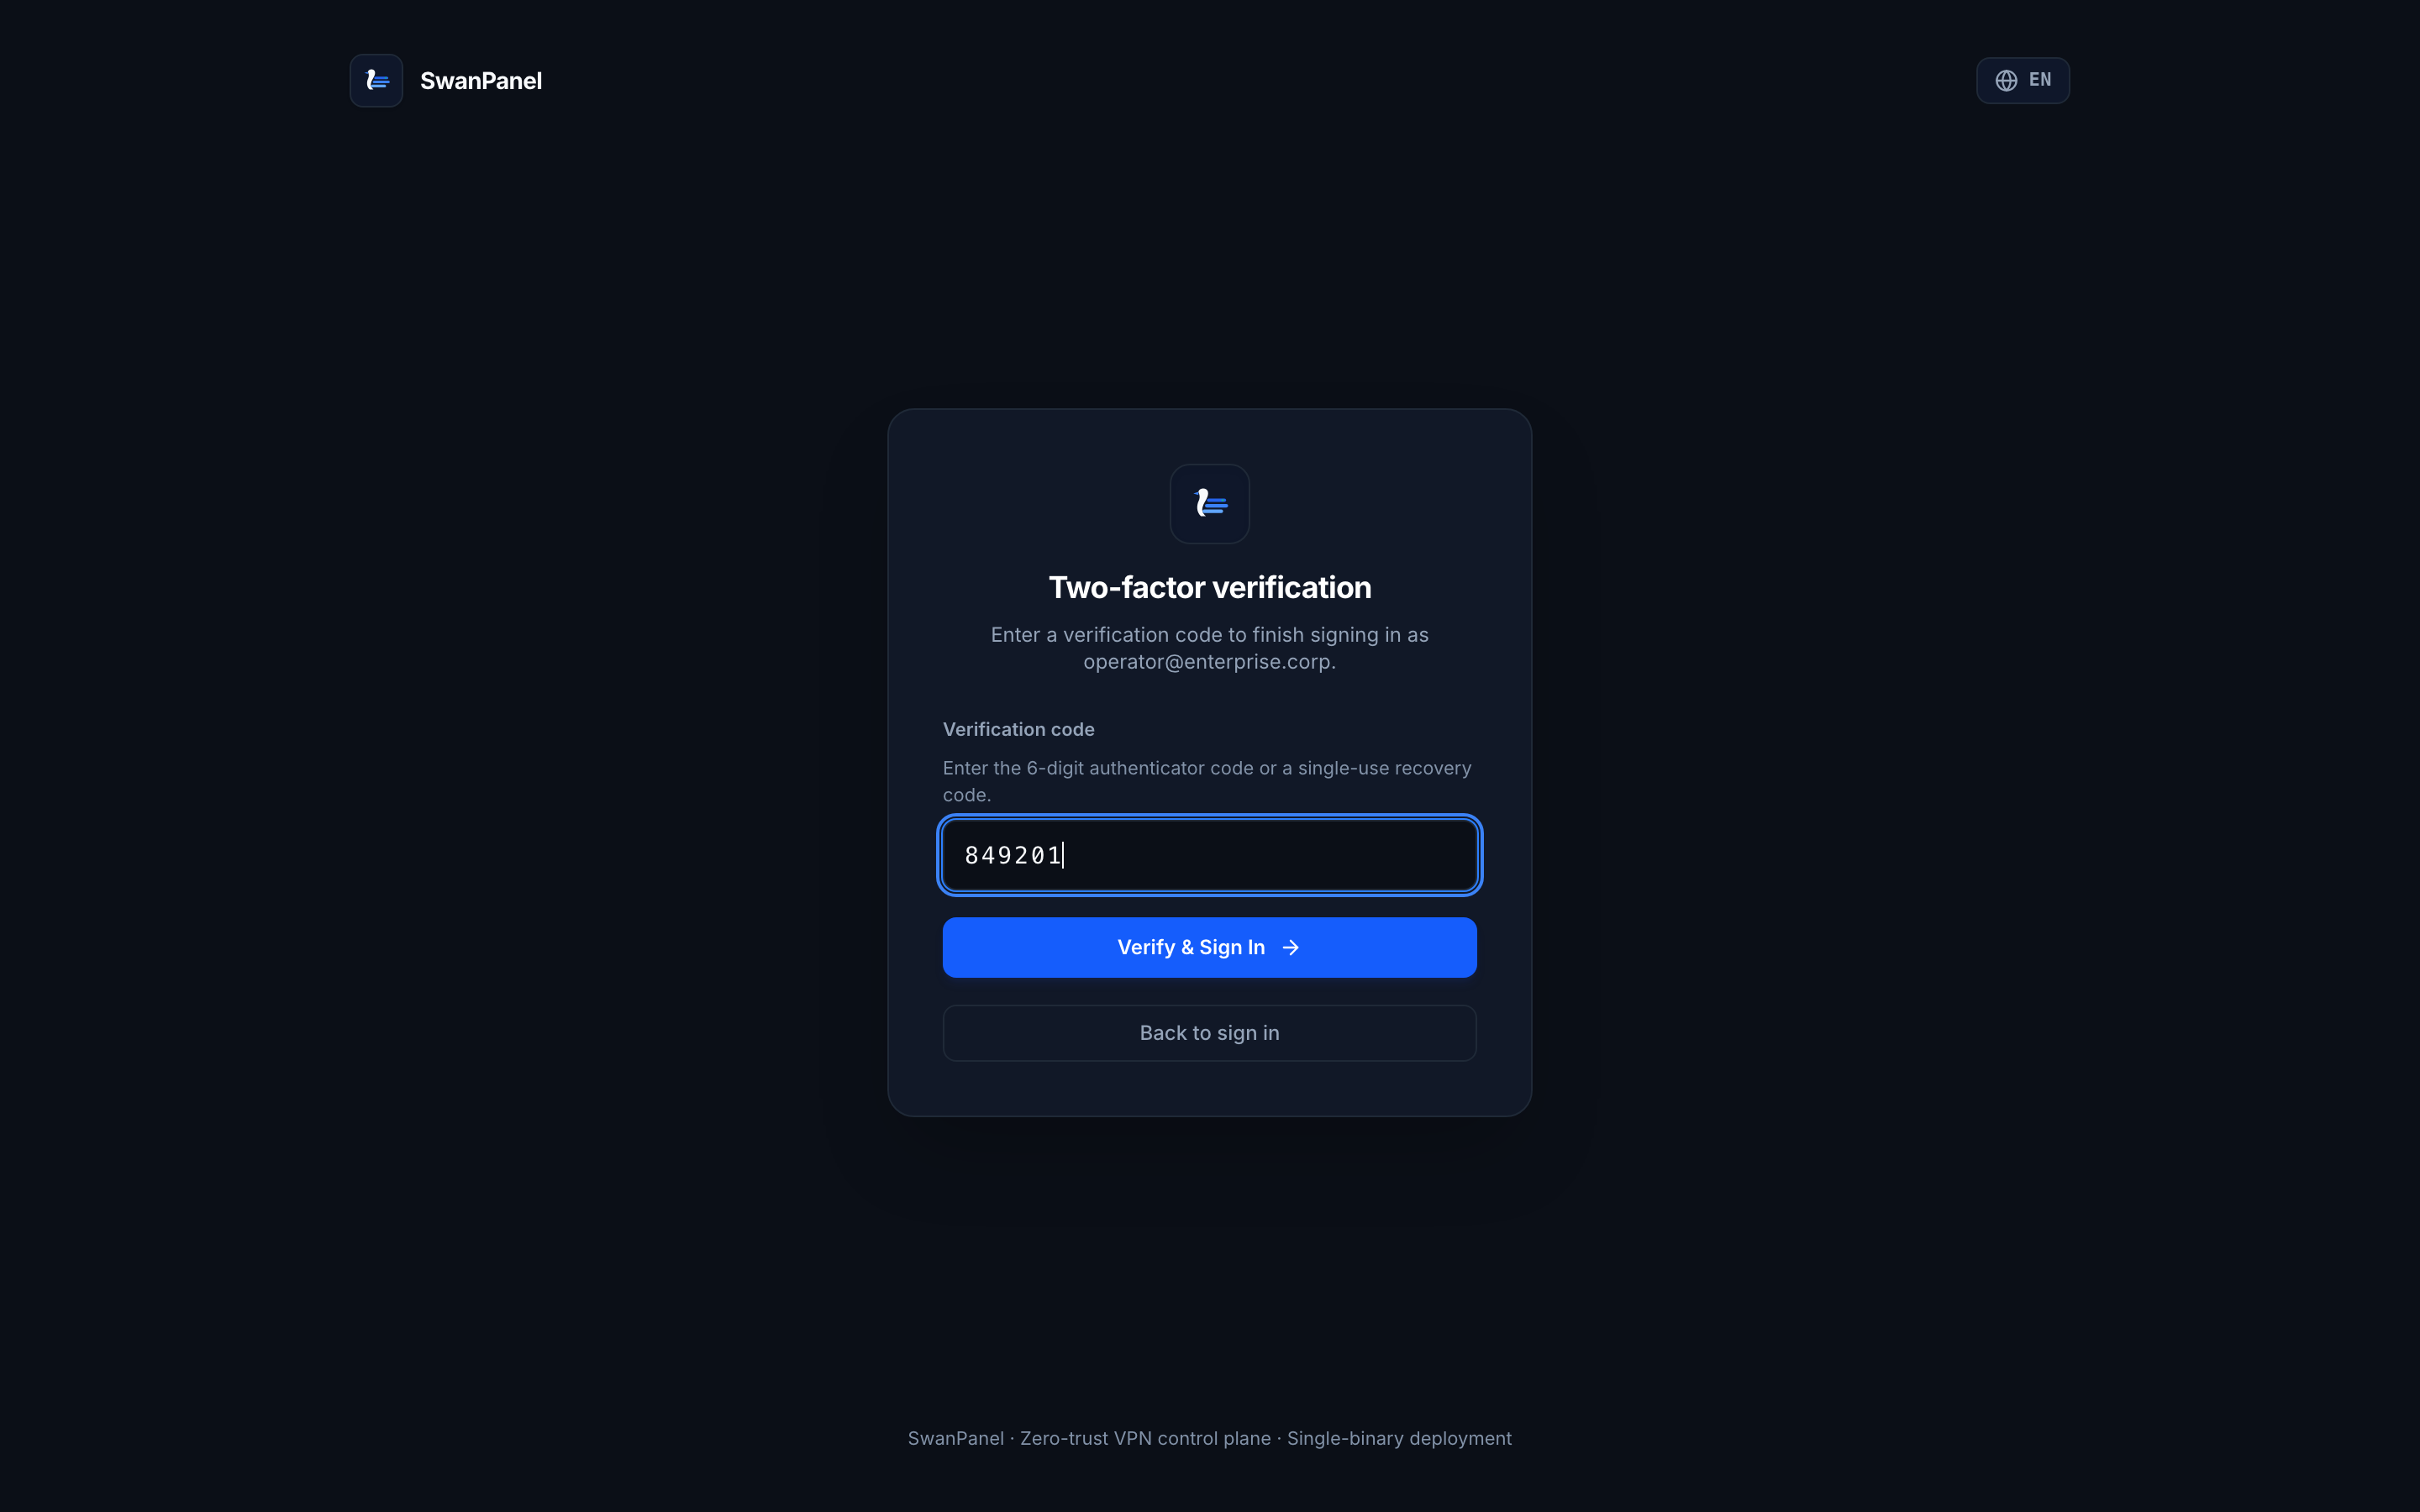 SwanPanel
EN
Two-factor verification
Enter a verification code to finish signing in as
operator@enterprise.corp.
Verification code
Enter the 6-digit authenticator code or a single-use recovery
code.
849201
Verify & Sign In
Back to sign in
SwanPanel · Zero-trust VPN control plane · Single-binary deployment